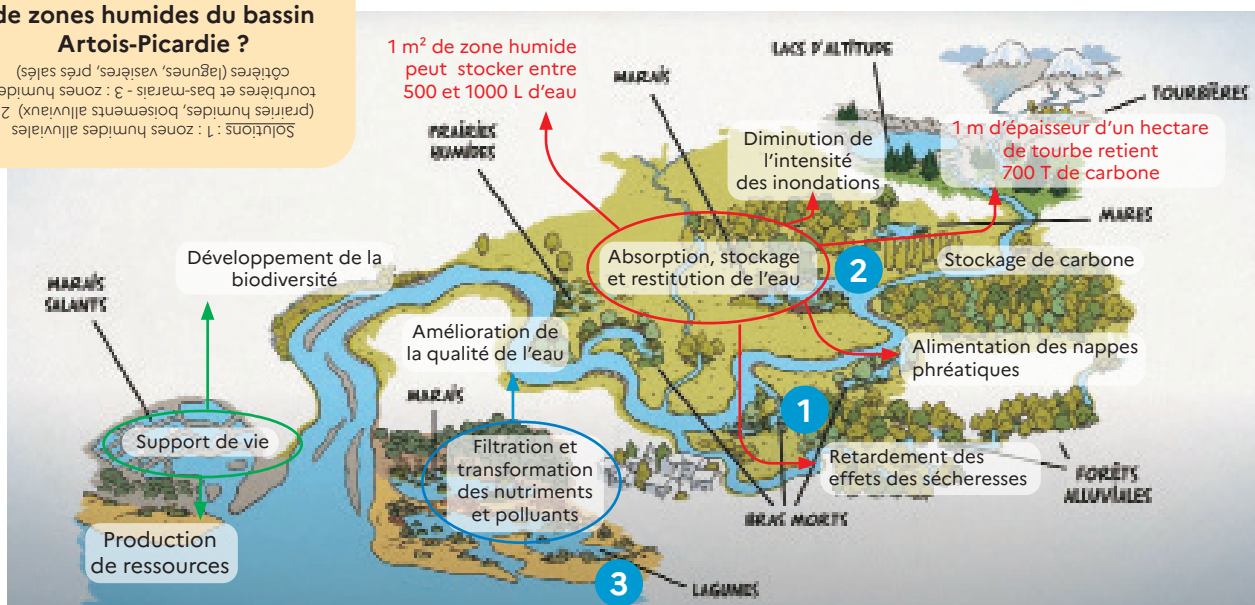 de zones humides du bassin
Artois-Picardie ?
Solutions : 1 : zones humides alluviales
(prairies humides, boisements alluviaux) 2
tourbières et bas-marais - 3 : zones humide
côtières (lagunes, vasières, prés salés)
1 m² de zone humide
peut stocker entre
500 et 1000 L d'eau
MARAIS
LACS D'ALTITUDE
TOURBIÈRES
PRAIRIES
HUMIDES
Diminution de
l'intensité
des inondations
1 m d'épaisseur d'un hectare
de tourbe retient
700 T de carbone
MARES
Développement de la
biodiversité
Absorption, stockage
et restitution de l'eau
2
Stockage de carbone
MARAIS
SALANTS
Amélioration de
la qualité de l'eau
Alimentation des nappes
phréatiques
MARAIS
1
Support de vie
Filtration et
transformation
des nutriments
et polluants
Retardement des
effets des sécheresses
FORÊTS
ALLUVIALES
BRAS MORTS
Production
de ressources
3
LAGUNES